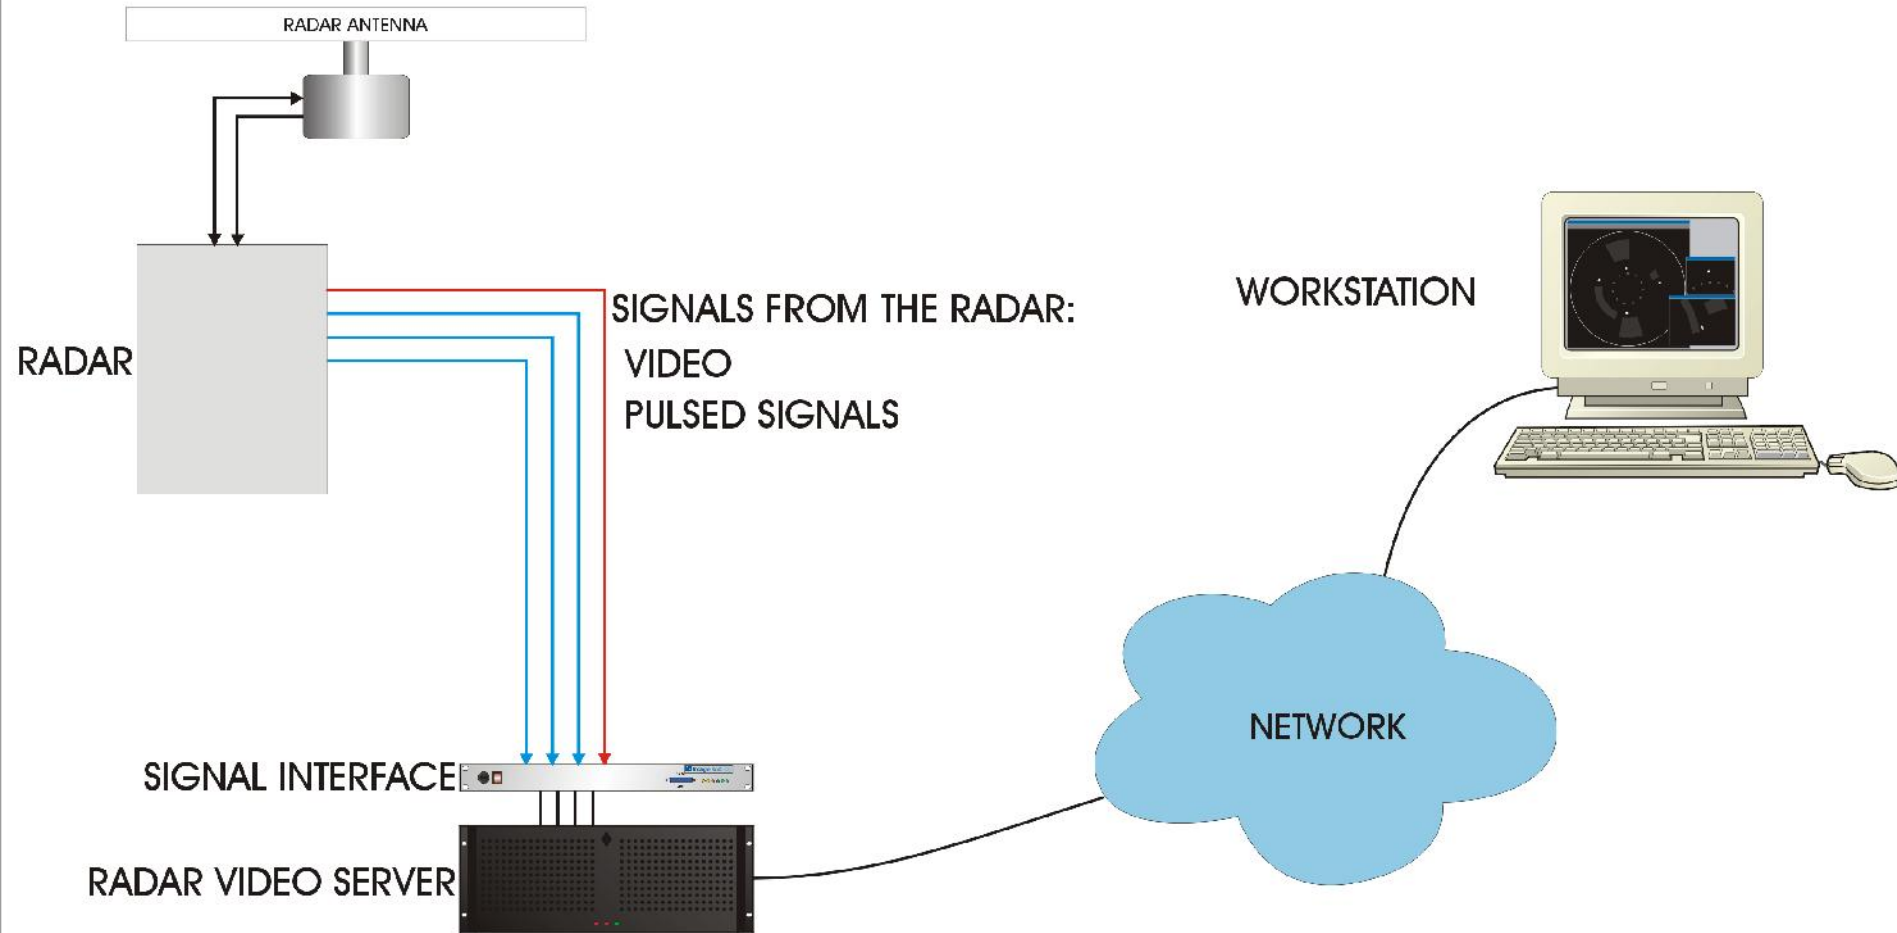 RADAR ANTENNA
SIGNALS FROM THE RADAR:
WORKSTATION
RADAR
VIDEO
PULSED SIGNALS
NETWORK
SIGNAL INTERFACE
RADAR VIDEO SERVER